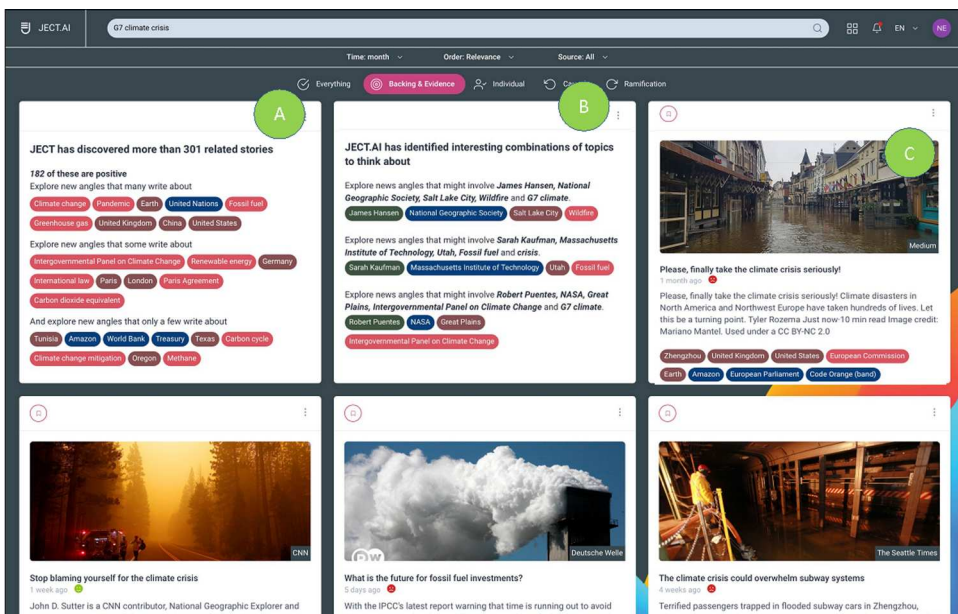 JECT.AI
G7 climate crisis
EN
NE
Time: month
Order: Relevance
Source: All
Everything
Backing & Evidence
Individual
Ramification
A
JECT has discovered more than 301 related stories
182 of these are positive
Explore new angles that many write about
Climate change Pandemic Earth United Nations Fossil fuel
Greenhouse gas United Kingdom China United States
Explore new angles that some write about
Intergovernmental Panel on Climate Change Renewable energy Germany
International law Paris London Paris Agreement
Carbon dioxide equivalent
And explore new angles that only a few write about
Tunisia Amazon World Bank Treasury Texas Carbon cycle
Climate change mitigation Oregon Methane
B
JECT.AI has identified interesting combinations of topics
to think about
Explore news angles that might involve James Hansen, National
Geographic Society, Salt Lake City, Wildfire and G7 climate.
James Hansen National Geographic Society Salt Lake City Wildfire
Explore news angles that might involve Sarah Kaufman, Massachusetts
Institute of Technology, Utah, Fossil fuel and crisis.
Sarah Kaufman Massachusetts Institute of Technology Utah Fossil fuel
Explore news angles that might involve Robert Puentes, NASA, Great
Plains, Intergovernmental Panel on Climate Change and G7 climate.
Robert Puentes NASA Great Plains
Intergovernmental Panel on Climate Change
C
Medium
Please, finally take the climate crisis seriously!
1 month ago
Please, finally take the climate crisis seriously! Climate disasters in
North America and Northwest Europe have taken hundreds of lives. Let
this be a turning point. Tyler Rozema Just now·10 min read Image credit:
Mariano Mantel. Used under a CC BY-NC 2.0
Zhengzhou United Kingdom United States European Commission
Earth Amazon European Parliament Code Orange (band)
CNN
Stop blaming yourself for the climate crisis
1 week ago
John D. Sutter is a CNN contributor, National Geographic Explorer and
DW
Deutsche Welle
What is the future for fossil fuel investments?
5 days ago
With the IPCC's latest report warning that time is running out to avoid
The Seattle Times
The climate crisis could overwhelm subway systems
4 weeks ago
Terrified passengers trapped in flooded subway cars in Zhengzhou,